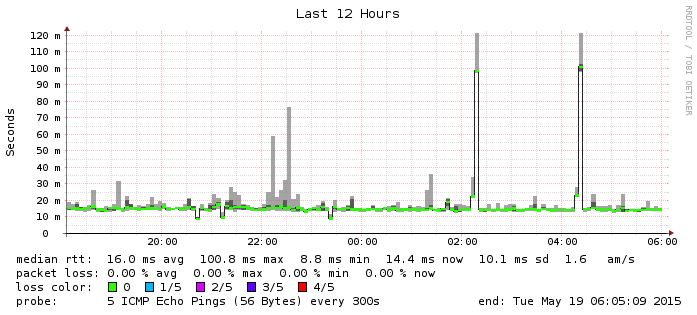 Last 12 Hours
RRDTOOL / TOBI OETIKER
Seconds
120 m
110 m
100 m
90 m
80 m
70 m
60 m
50 m
40 m
30 m
20 m
10 m
0
20:00 22:00 00:00 02:00 04:00 06:00
median rtt: 16.0 ms avg 100.8 ms max 8.8 ms min 14.4 ms now 10.1 ms sd 1.6 am/s
packet loss: 0.00 % avg 0.00 % max 0.00 % min 0.00 % now
loss color: 0 1/5 2/5 3/5 4/5
probe: 5 ICMP Echo Pings (56 Bytes) every 300s end: Tue May 19 06:05:09 2015